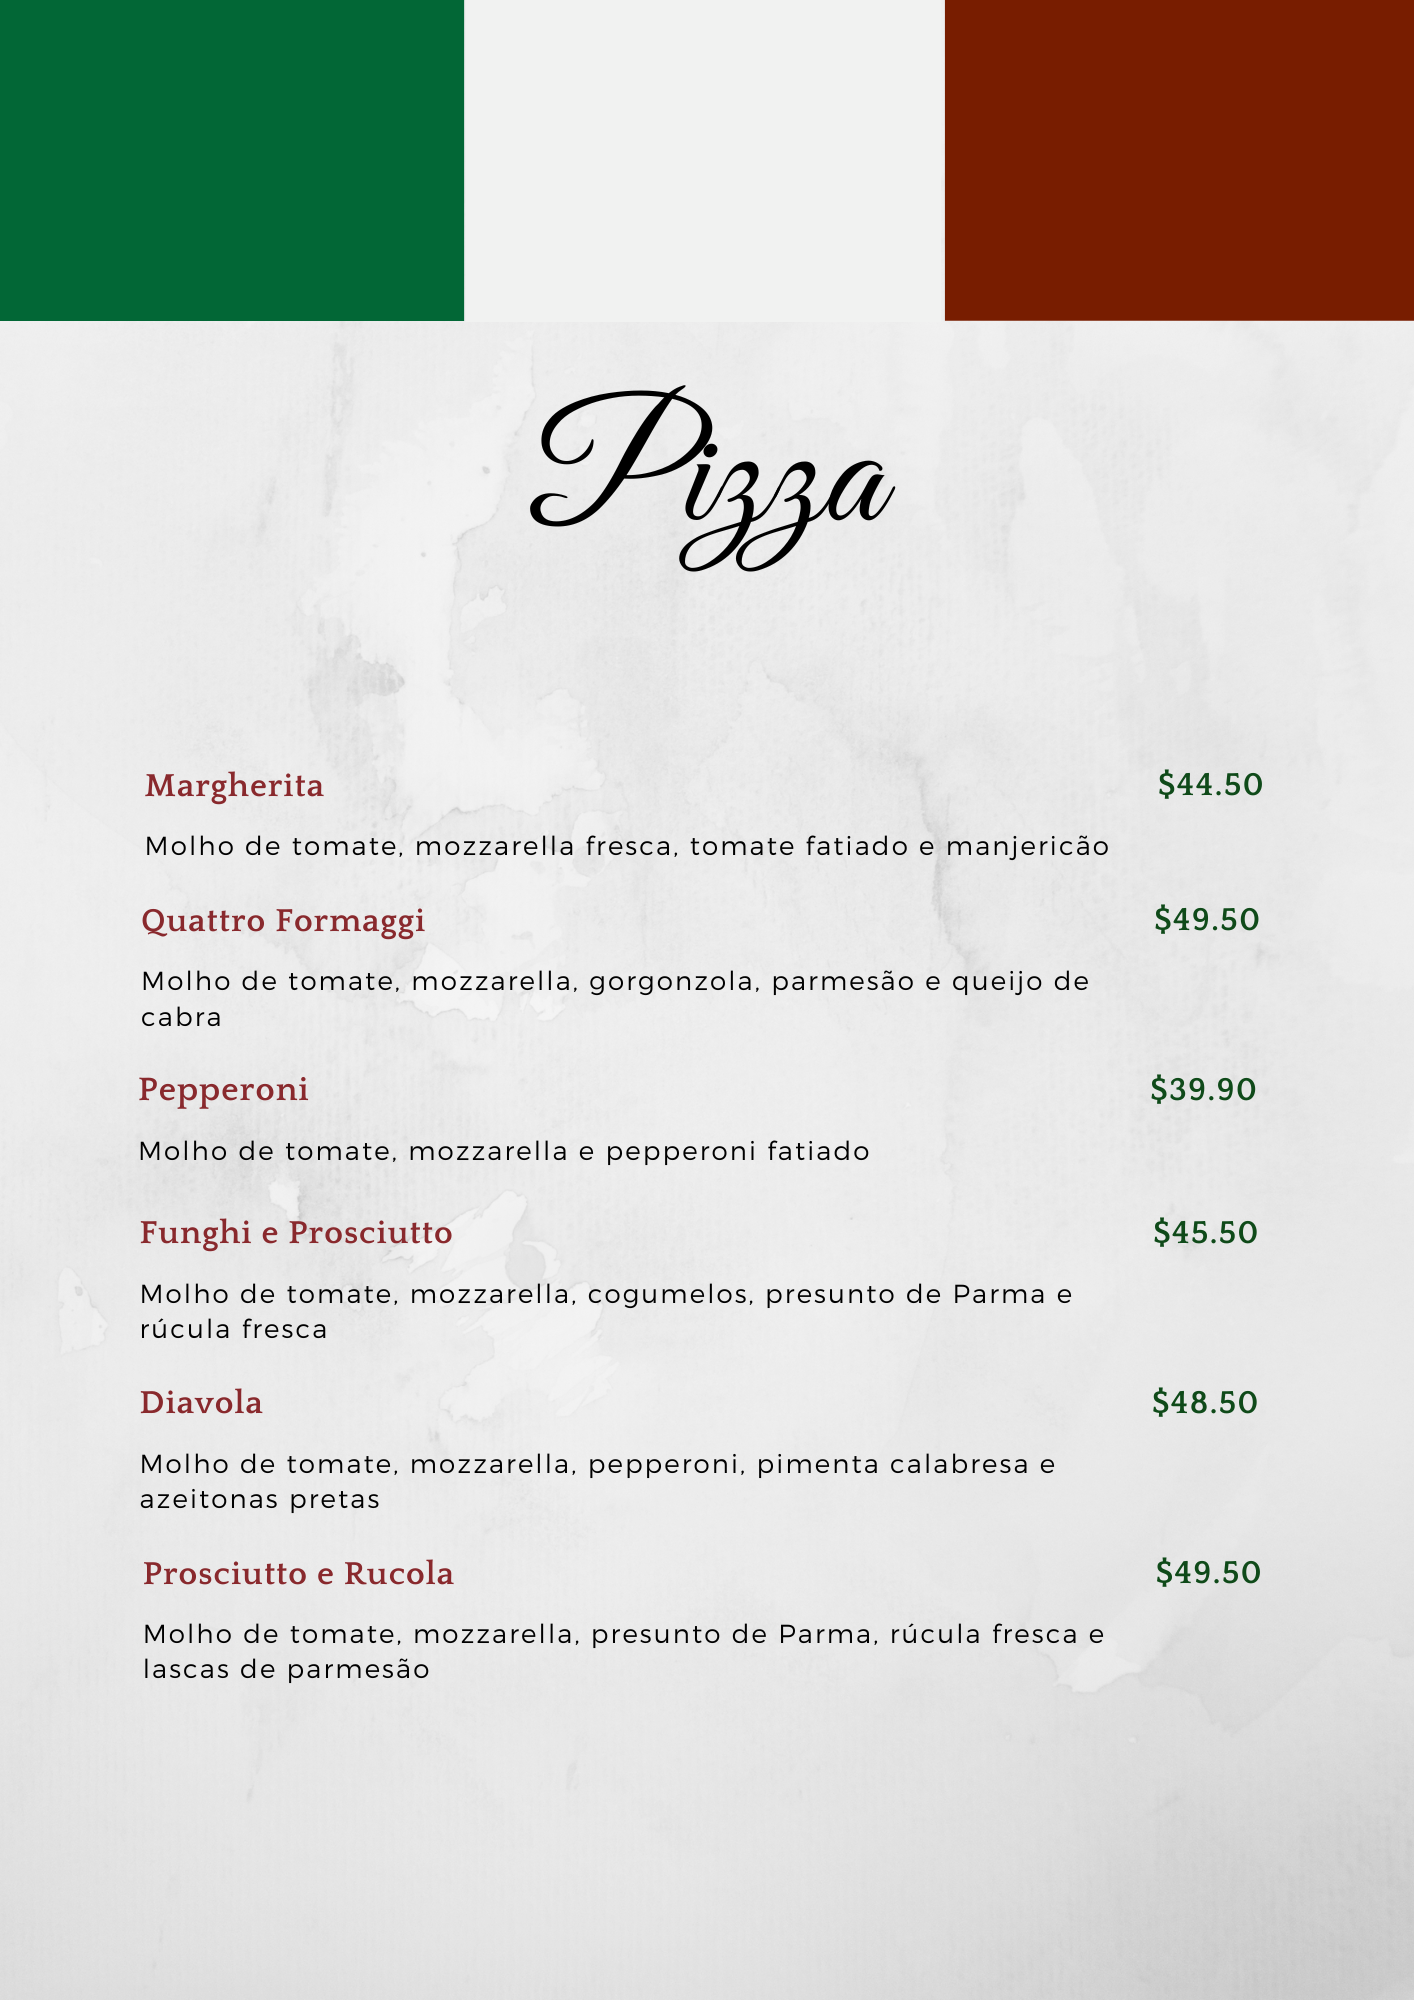 Pizza
Margherita $44.50
Molho de tomate, mozzarella fresca, tomate fatiado e manjericão
Quattro Formaggi $49.50
Molho de tomate, mozzarella, gorgonzola, parmesão e queijo de
cabra
Pepperoni $39.90
Molho de tomate, mozzarella e pepperoni fatiado
Funghi e Prosciutto $45.50
Molho de tomate, mozzarella, cogumelos, presunto de Parma e
rúcula fresca
Diavola $48.50
Molho de tomate, mozzarella, pepperoni, pimenta calabresa e
azeitonas pretas
Prosciutto e Rucola $49.50
Molho de tomate, mozzarella, presunto de Parma, rúcula fresca e
lascas de parmesão